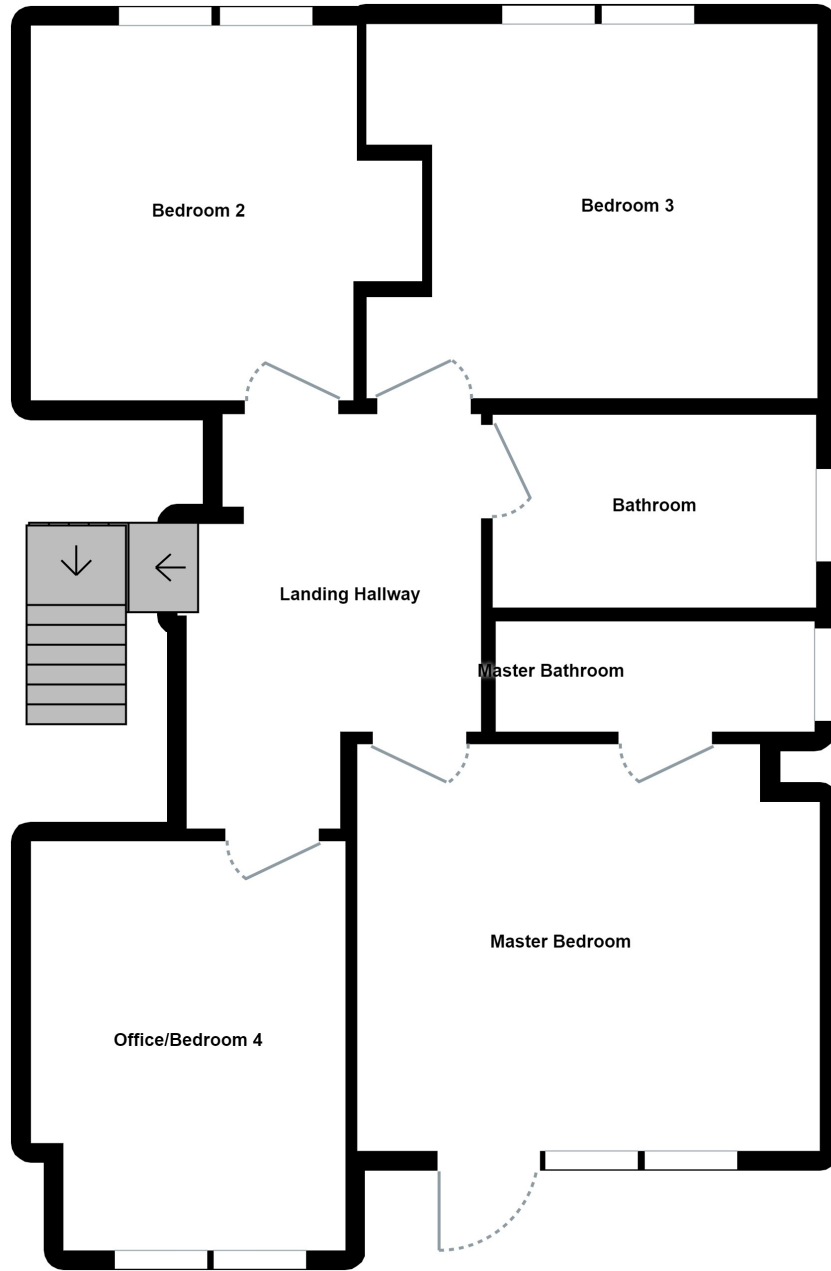 Bedroom 2
Bedroom 3
Bathroom
Landing Hallway
Master Bathroom
Master Bedroom
Office/Bedroom 4